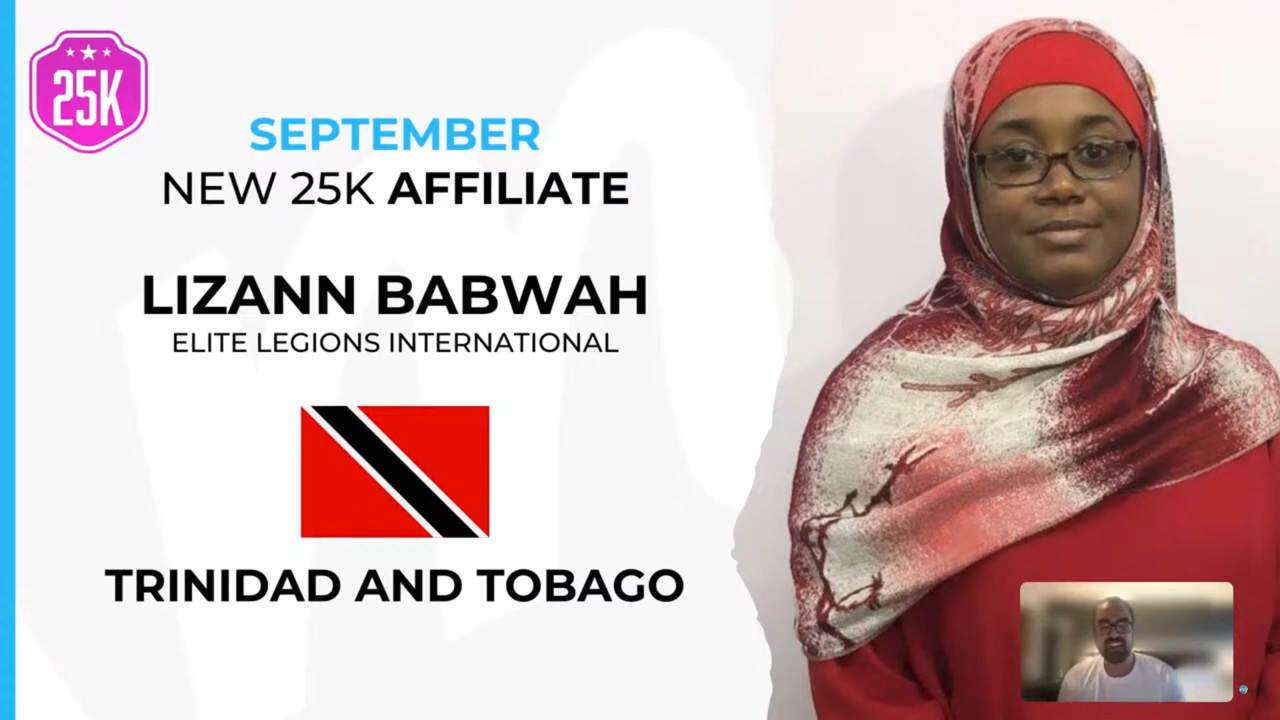 25K
SEPTEMBER
NEW 25K AFFILIATE
LIZANN BABWAH
ELITE LEGIONS INTERNATIONAL
TRINIDAD AND TOBAGO